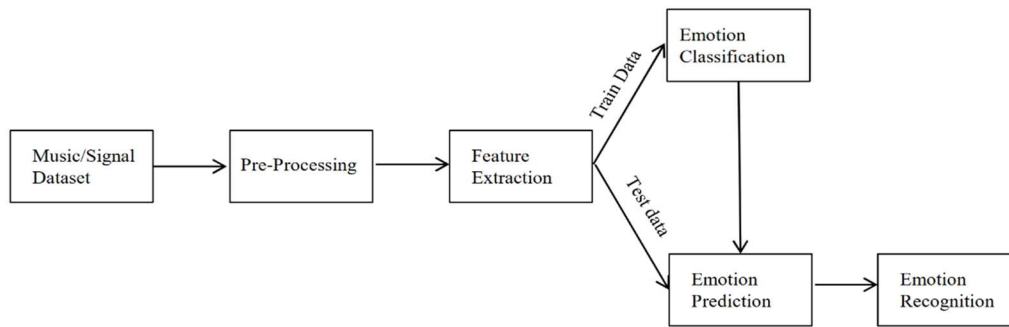 Music/Signal
Dataset
Pre-Processing
Feature
Extraction
Train Data
Test data
Emotion
Classification
Emotion
Prediction
Emotion
Recognition